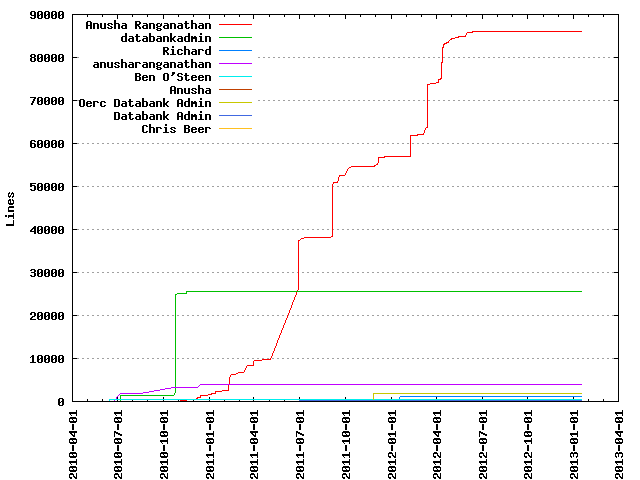 90000
80000
70000
60000
50000
40000
30000
20000
10000
0
Lines
Anusha Ranganathan
databankadmin
Richard
anusharanganathan
Ben O'Steen
Anusha
Oerc Databank Admin
Databank Admin
Chris Beer
2010-04-01
2010-07-01
2010-10-01
2011-01-01
2011-04-01
2011-07-01
2011-10-01
2012-01-01
2012-04-01
2012-07-01
2012-10-01
2013-01-01
2013-04-01